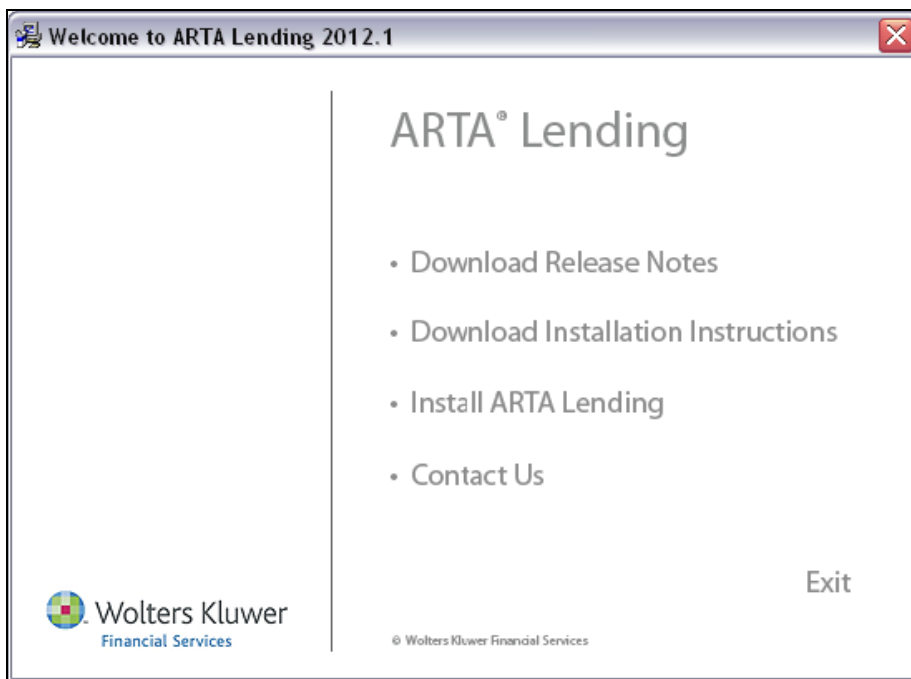 Welcome to ARTA Lending 2012.1
ARTA® Lending
• Download Release Notes
• Download Installation Instructions
• Install ARTA Lending
• Contact Us
Exit
Wolters Kluwer
Financial Services
© Wolters Kluwer Financial Services